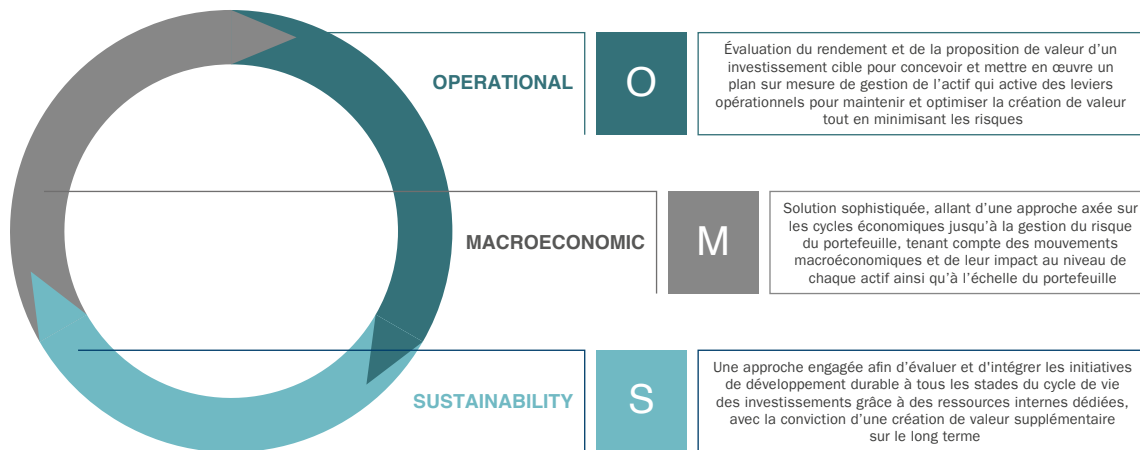 OPERATIONAL
O
Évaluation du rendement et de la proposition de valeur d’un
investissement cible pour concevoir et mettre en œuvre un
plan sur mesure de gestion de l’actif qui active des leviers
opérationnels pour maintenir et optimiser la création de valeur
tout en minimisant les risques
MACROECONOMIC
M
Solution sophistiquée, allant d’une approche axée sur
les cycles économiques jusqu’à la gestion du risque
du portefeuille, tenant compte des mouvements
macroéconomiques et de leur impact au niveau de
chaque actif ainsi qu’à l’échelle du portefeuille
SUSTAINABILITY
S
Une approche engagée afin d’évaluer et d'intégrer les initiatives
de développement durable à tous les stades du cycle de vie
des investissements grâce à des ressources internes dédiées,
avec la conviction d’une création de valeur supplémentaire
sur le long terme